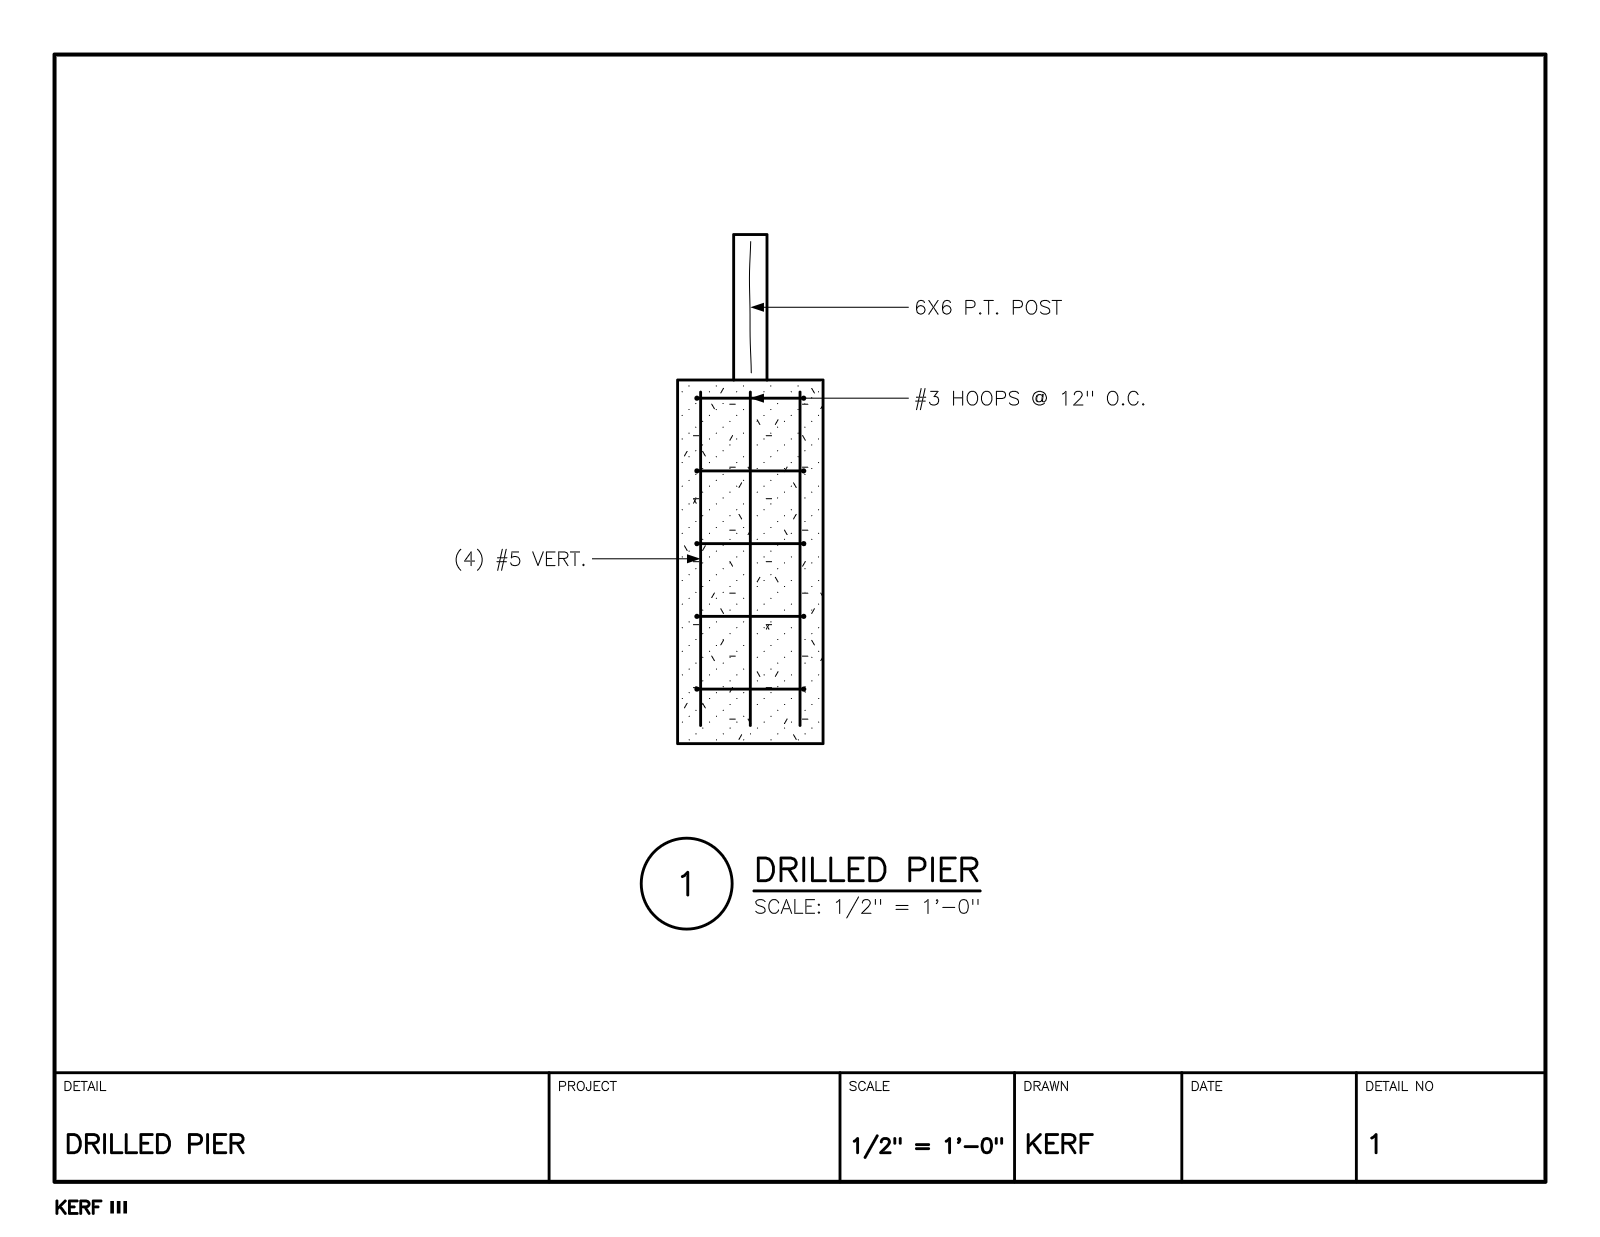 6X6 P.T. POST
#3 HOOPS @ 12" O.C.
(4) #5 VERT.
1
DRILLED PIER
SCALE: 1/2" = 1'-0"
DETAIL
DRILLED PIER
PROJECT
SCALE
1/2" = 1'-0"
DRAWN
KERF
DATE
DETAIL NO
1
KERF III